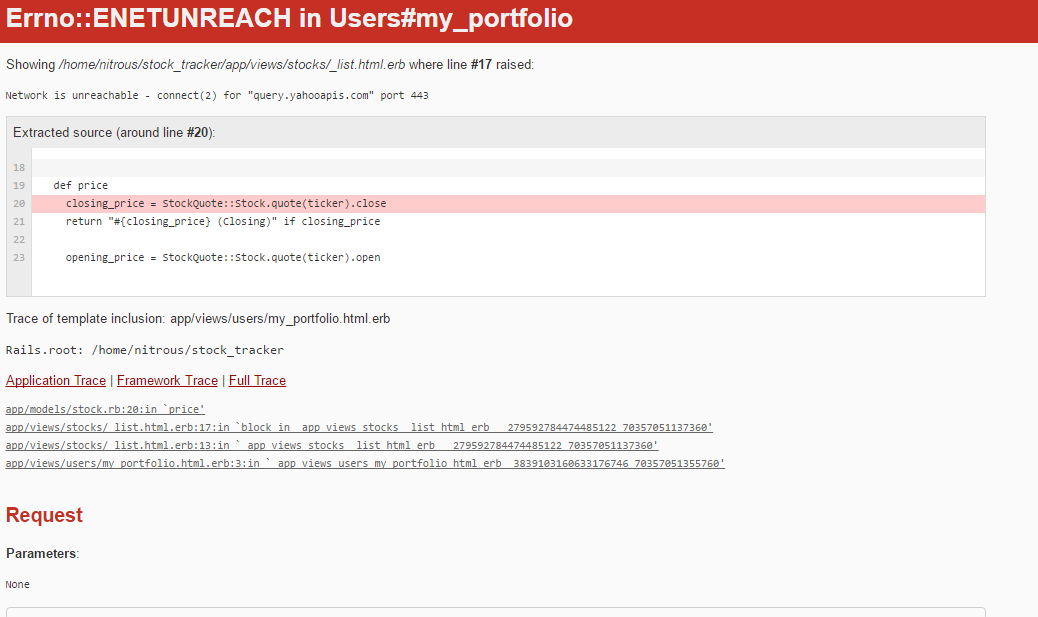 Errno::ENETUNREACH in Users#my_portfolio
Showing /home/nitrous/stock_tracker/app/views/stocks/_list.html.erb where line #17 raised:
Network is unreachable - connect(2) for "query.yahooapis.com" port 443
Extracted source (around line #20):
18
19 def price
20 closing_price = StockQuote::Stock.quote(ticker).close
21 return "#{closing_price} (Closing)" if closing_price
22
23 opening_price = StockQuote::Stock.quote(ticker).open
Trace of template inclusion: app/views/users/my_portfolio.html.erb
Rails.root: /home/nitrous/stock_tracker
Application Trace | Framework Trace | Full Trace
app/models/stock.rb:20:in `price'
app/views/stocks/_list.html.erb:17:in `block in _app_views_stocks__list_html_erb___279592784474485122_70357051137360'
app/views/stocks/_list.html.erb:13:in `_app_views_stocks__list_html_erb___279592784474485122_70357051137360'
app/views/users/my_portfolio.html.erb:3:in `_app_views_users_my_portfolio_html_erb__3839103160633176746_70357051355760'
Request
Parameters:
None